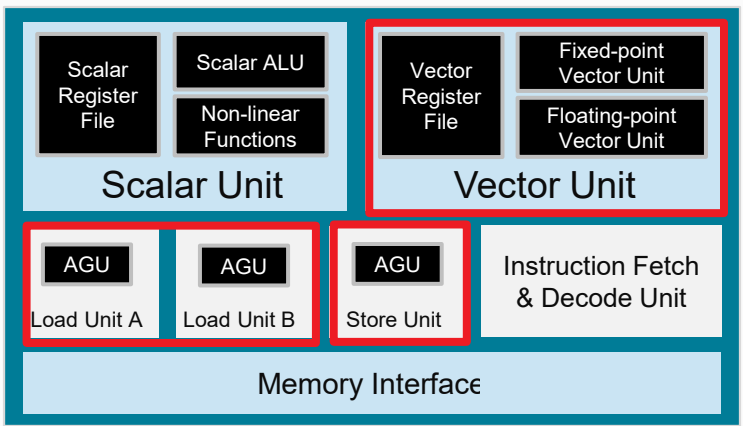 Scalar
Register
File
Scalar ALU
Non-linear
Functions
Scalar Unit
Vector
Register
File
Fixed-point
Vector Unit
Floating-point
Vector Unit
Vector Unit
AGU
Load Unit A
AGU
Load Unit B
AGU
Store Unit
Instruction Fetch
& Decode Unit
Memory Interface